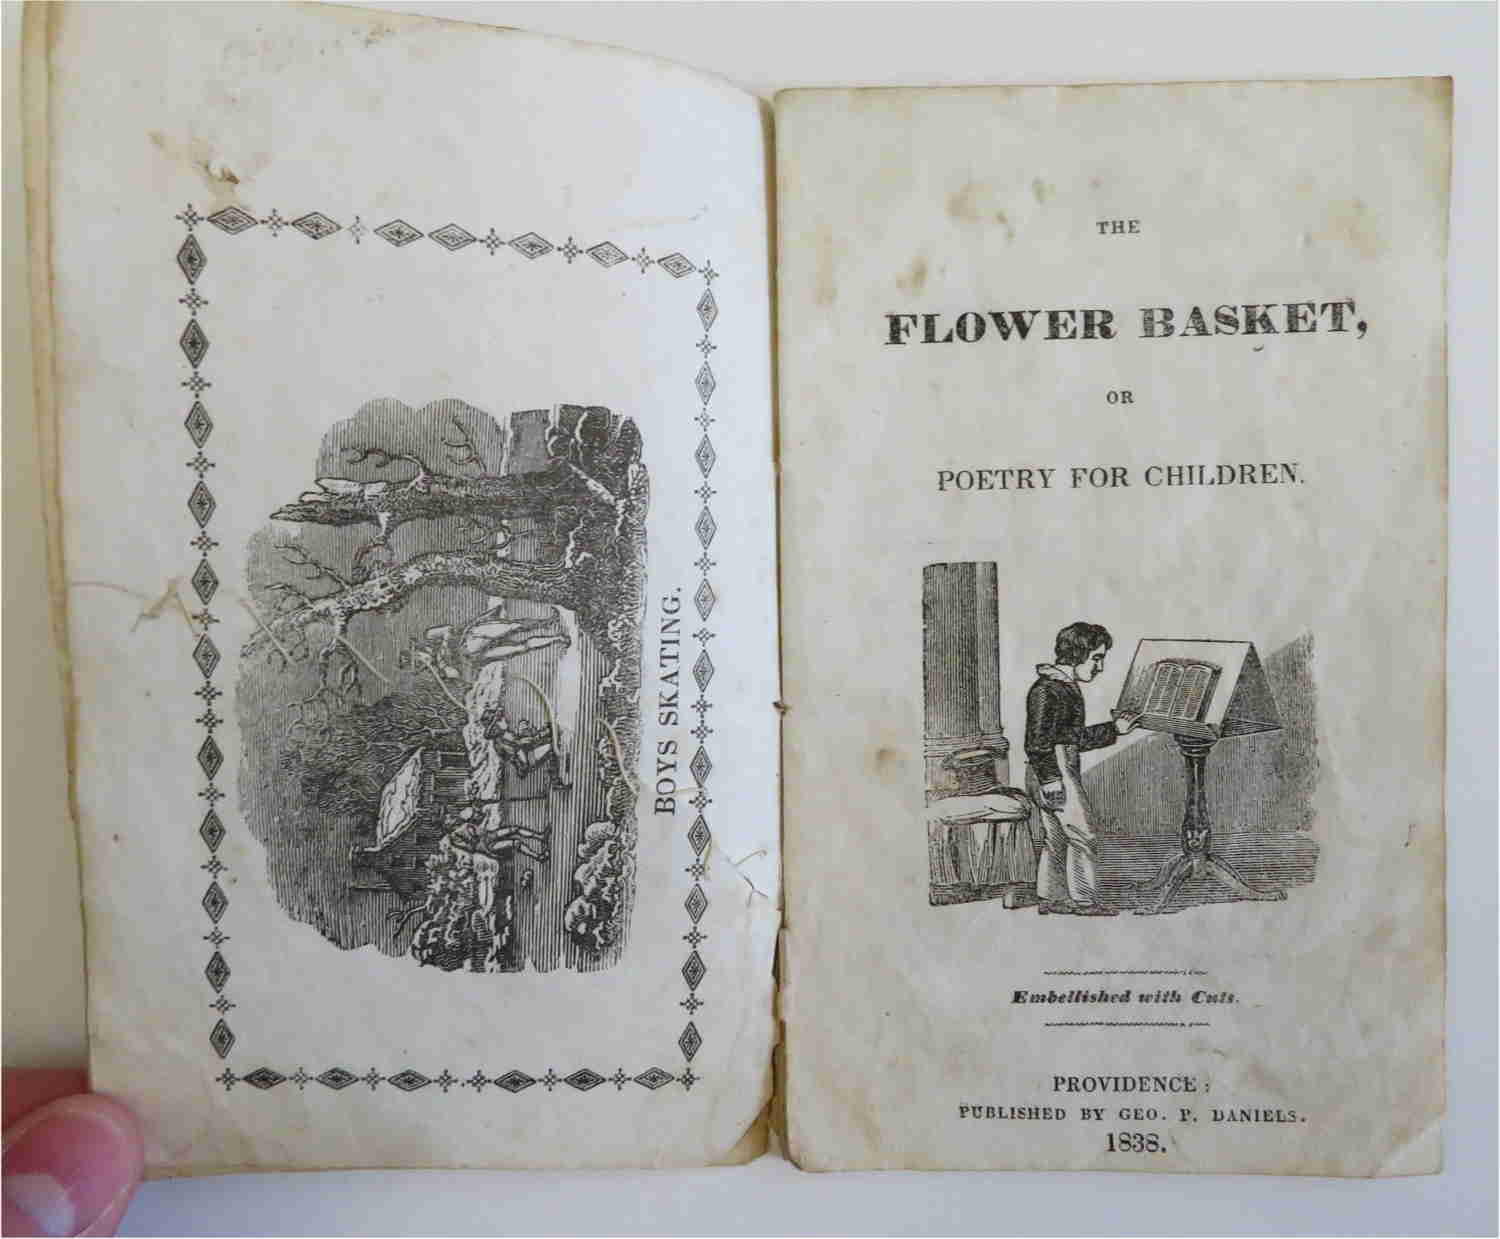 BOYS SKATING.
THE
FLOWER BASKET,
OR
POETRY FOR CHILDREN.
Embellished with Cuts.
PROVIDENCE:
PUBLISHED BY GEO. P. DANIELS.
1838.